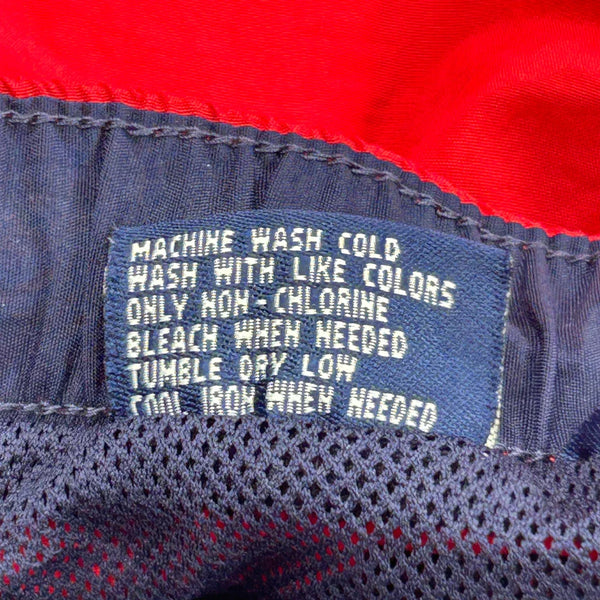 MACHINE WASH COLD
WASH WITH LIKE COLORS
ONLY NON-CHLORINE
BLEACH WHEN NEEDED
TUMBLE DRY LOW
COOL IRON WHEN NEEDED